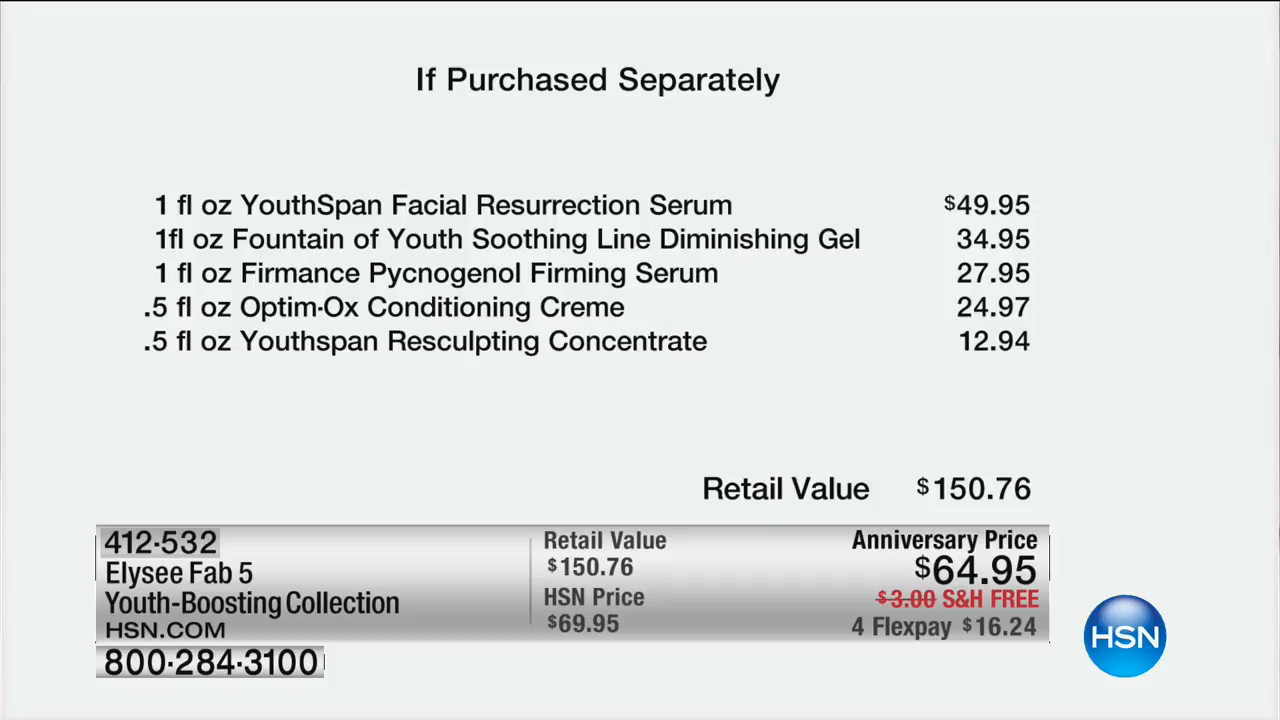 If Purchased Separately
1 fl oz YouthSpan Facial Resurrection Serum $49.95
1fl oz Fountain of Youth Soothing Line Diminishing Gel 34.95
1 fl oz Firmance Pycnogenol Firming Serum 27.95
.5 fl oz Optim·Ox Conditioning Creme 24.97
.5 fl oz Youthspan Resculpting Concentrate 12.94
Retail Value $150.76
412·532
Elysee Fab 5
Youth-Boosting Collection
HSN.COM
800·284·3100
Retail Value
$150.76
HSN Price
$69.95
Anniversary Price
$64.95
$3.00 S&H FREE
4 Flexpay $16.24
HSN